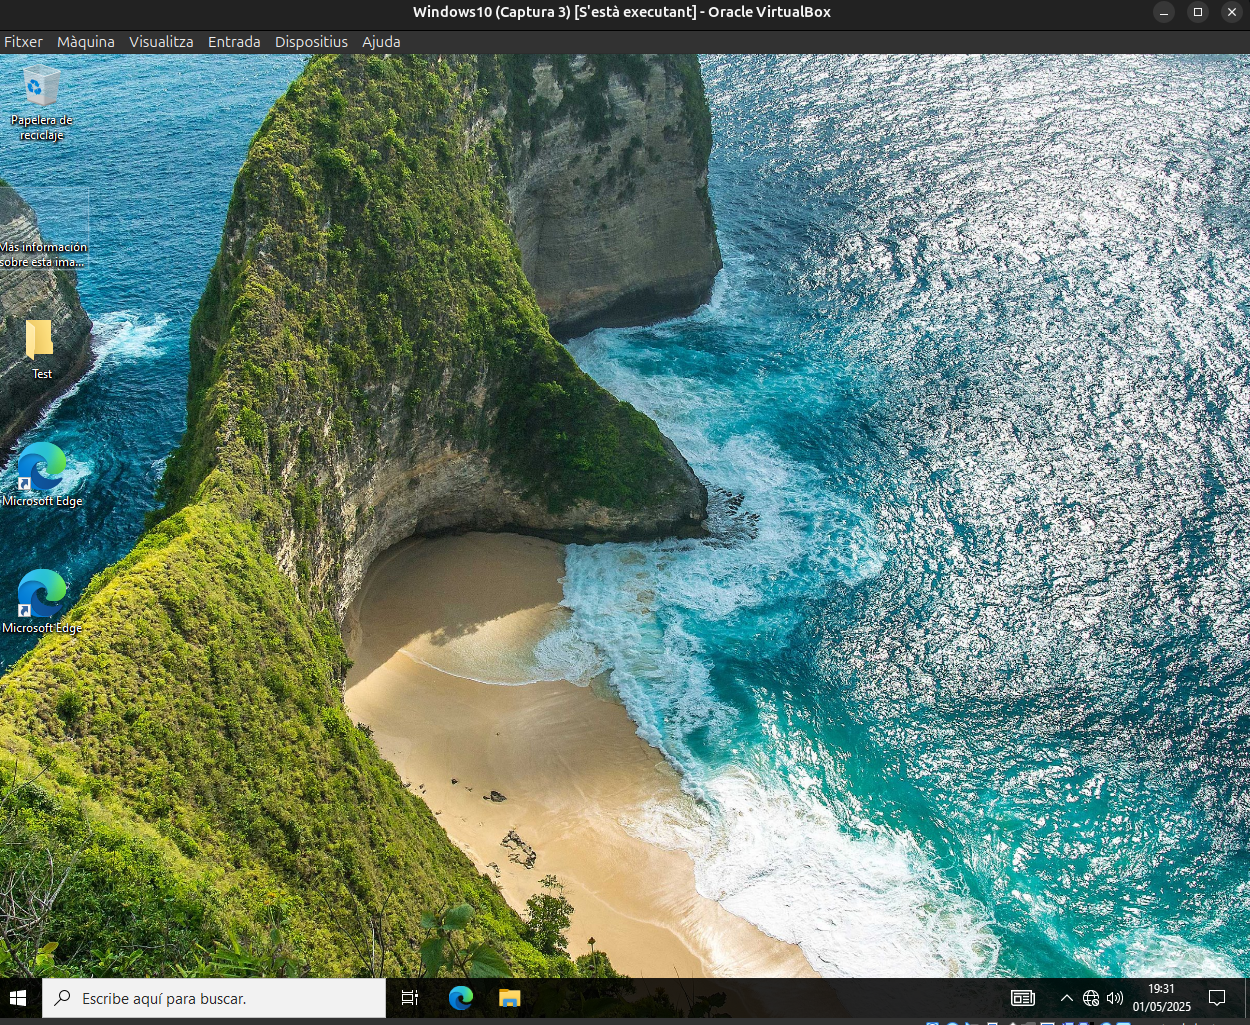 Windows10 (Captura 3) [S'està executant] - Oracle VirtualBox
Fitxer Màquina Visualitza Entrada Dispositius Ajuda
Papelera de
reciclaje
Más información
sobre esta ima...
Test
Microsoft Edge
Microsoft Edge
Escribe aquí para buscar.
19:31
01/05/2025